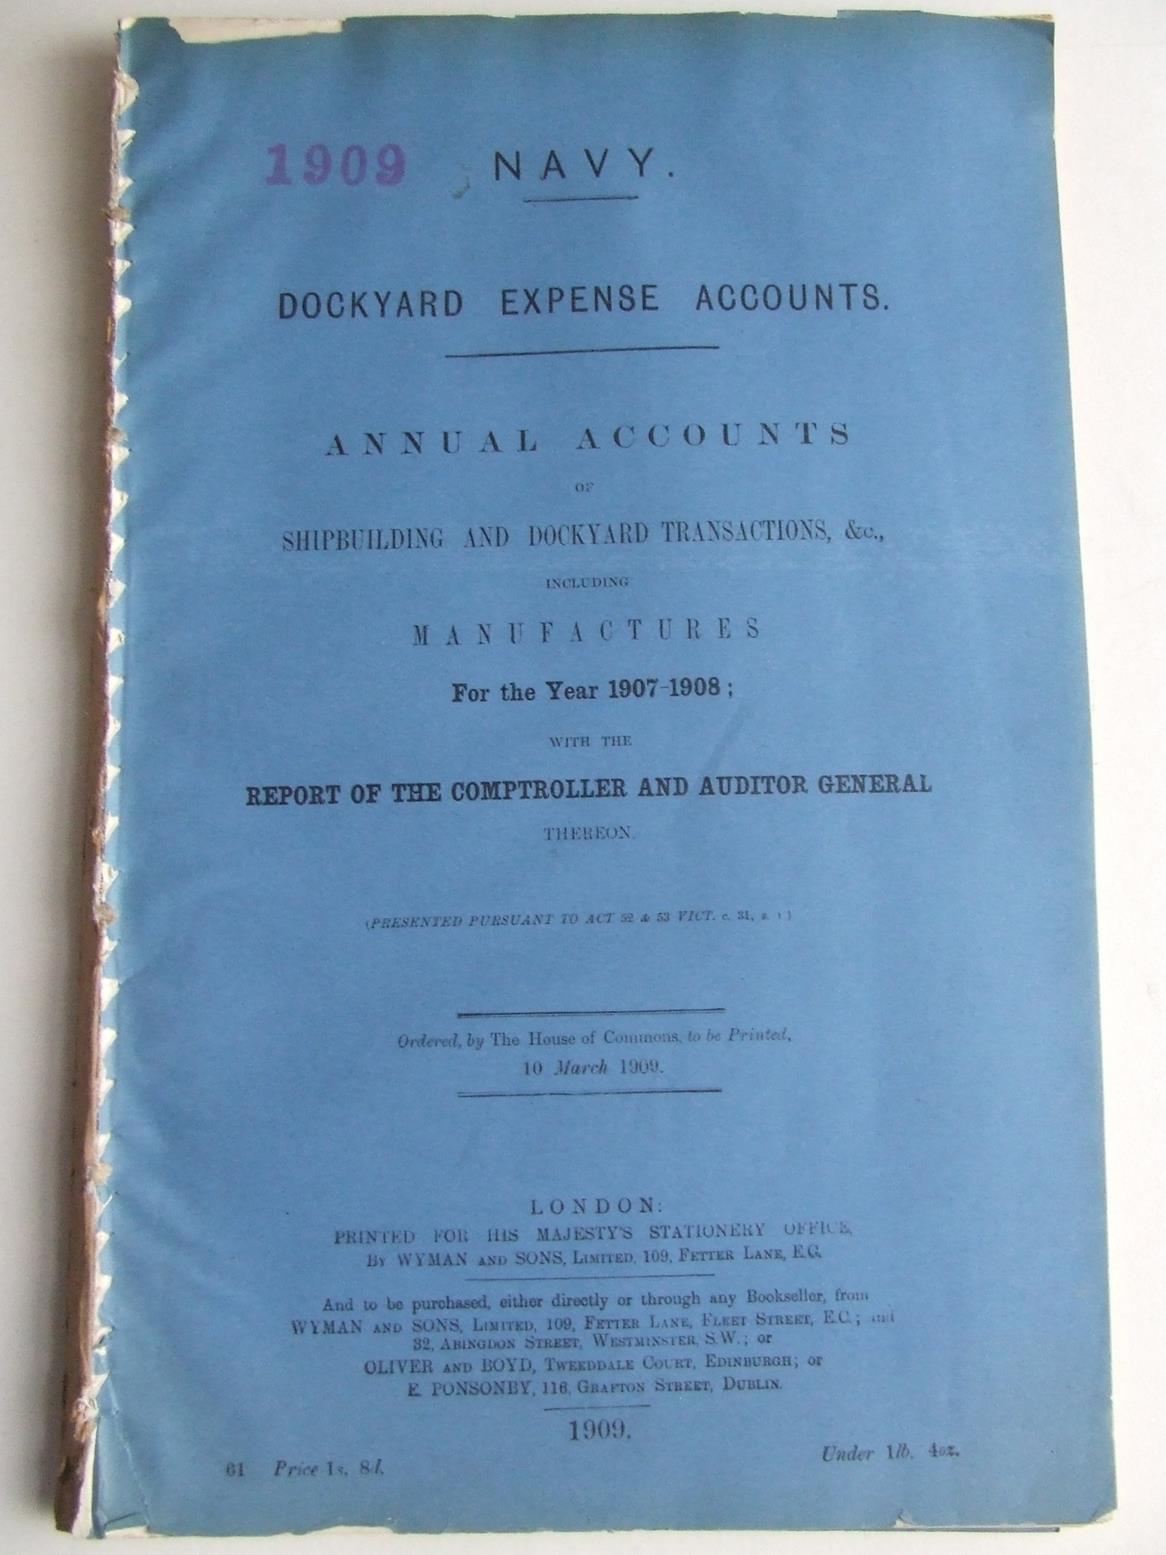 1909 NAVY.
DOCKYARD EXPENSE ACCOUNTS.
ANNUAL ACCOUNTS
OF
SHIPBUILDING AND DOCKYARD TRANSACTIONS, &c.,
INCLUDING
MANUFACTURES
For the Year 1907-1908;
WITH THE
REPORT OF THE COMPTROLLER AND AUDITOR GENERAL
THEREON.
(PRESENTED PURSUANT TO ACT 52 & 53 VICT. c. 31, s.
Ordered, by The House of Commons, to be Printed,
10 March 1909.
LONDON:
PRINTED FOR HIS MAJESTY'S STATIONERY OFFICE,
By WYMAN AND SONS, LIMITED, 109, FETTER LANE, E.C.
And to be purchased, either directly or through any Bookseller, from
WYMAN AND SONS, LIMITED, 109, FETTER LANE, FLEET STREET, E.C.; and
32, ABINGDON STREET, WESTMINSTER, S.W.; or
OLIVER AND BOYD, TWEEDDALE COURT, EDINBURGH; or
E. PONSONBY, 116, GRAFTON STREET, DUBLIN.
1909.
61 Price 1s. 8d. Under 1lb. 4oz.